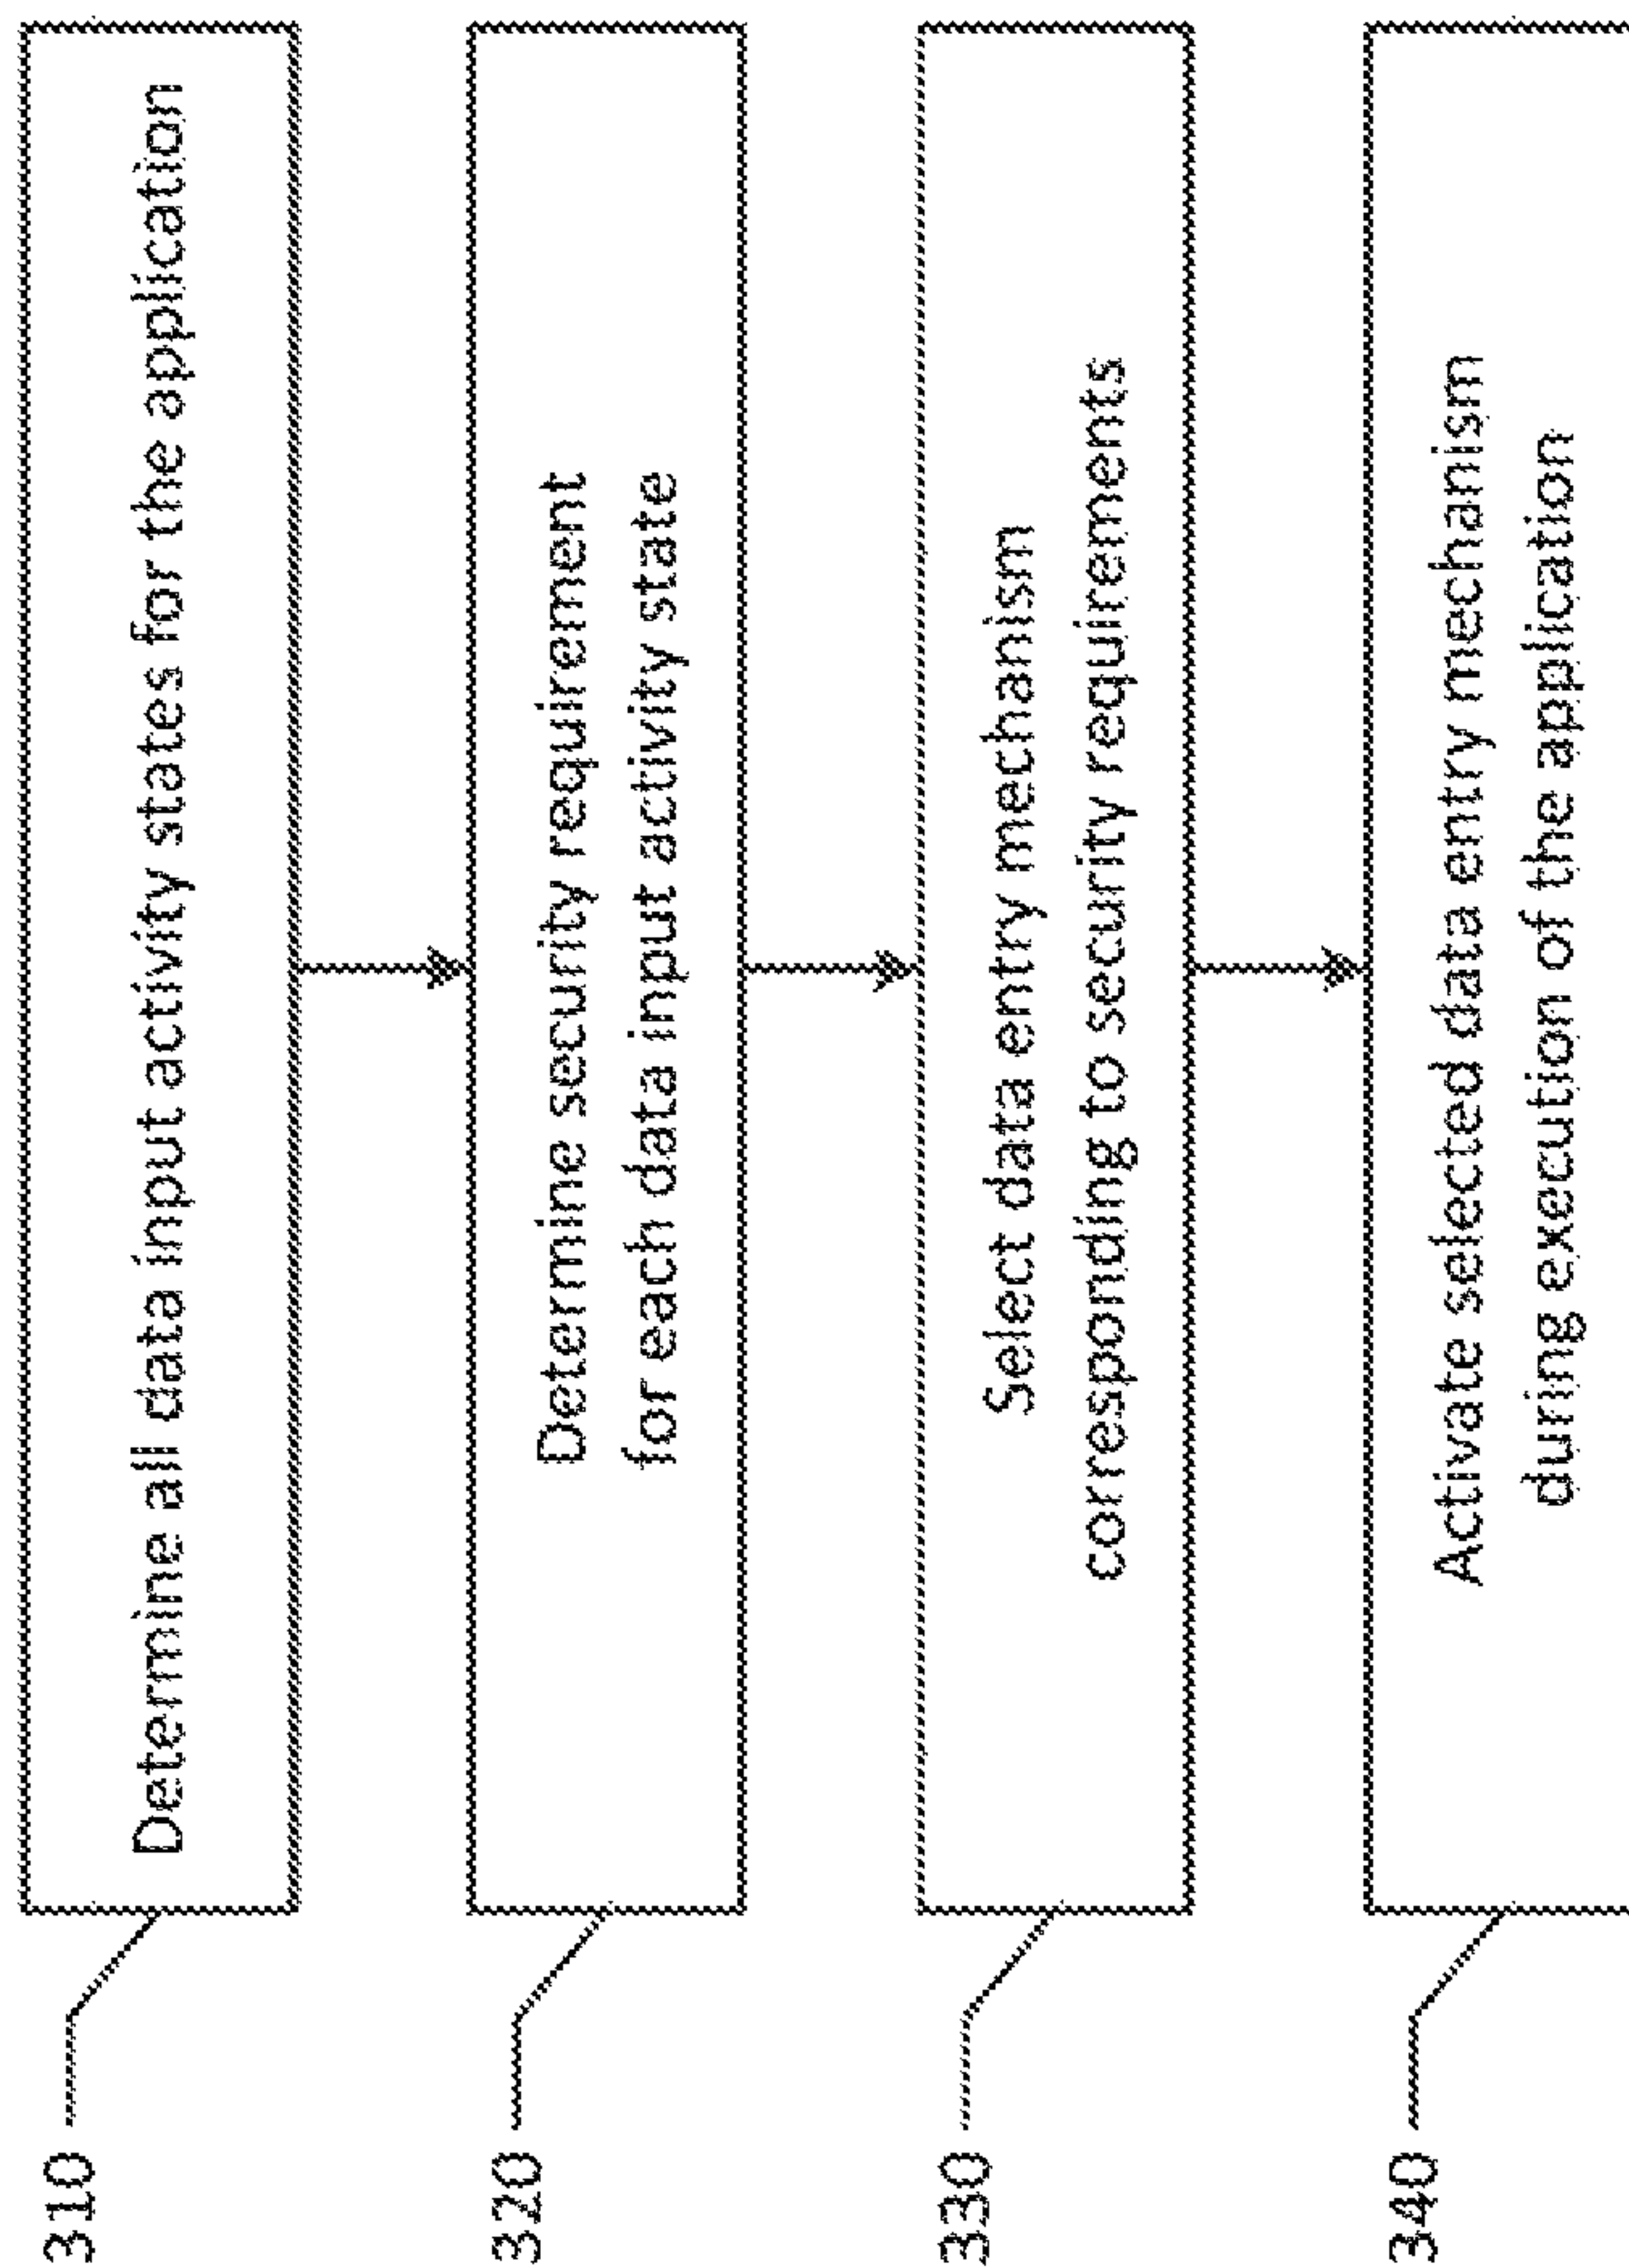 310
Determine all data input activity states for the application
320
Determine security requirement
for each data input activity state
330
Select data entry mechanism
corresponding to security requirements
340
Activate selected data entry mechanism
during execution of the application